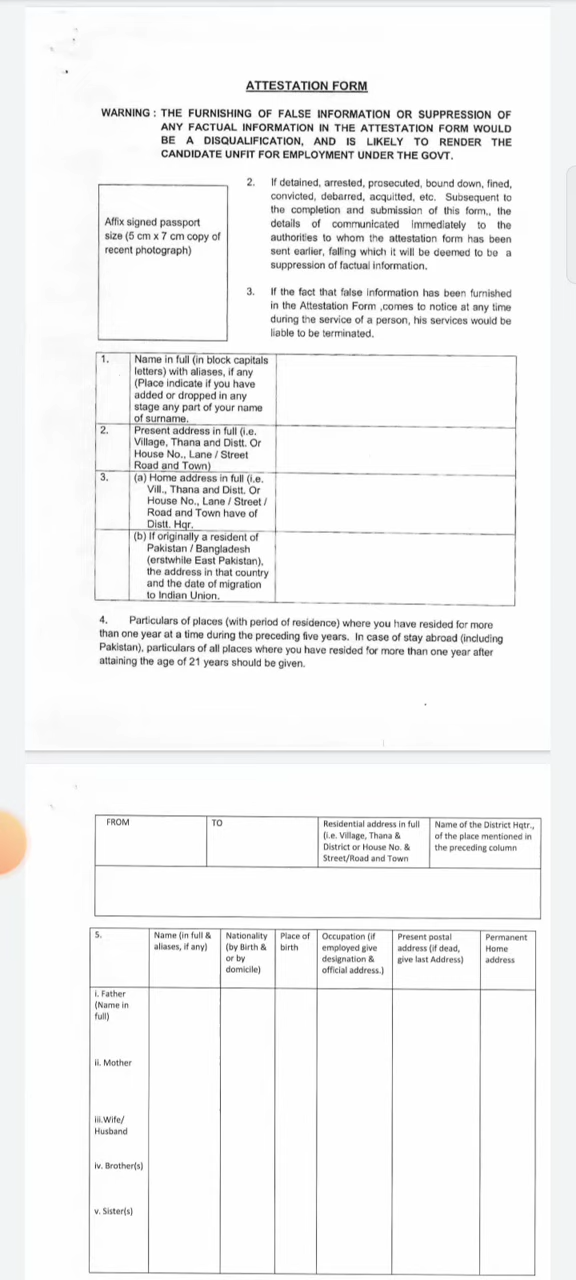 ATTESTATION FORM
WARNING : THE FURNISHING OF FALSE INFORMATION OR SUPPRESSION OF
ANY FACTUAL INFORMATION IN THE ATTESTATION FORM WOULD
BE A DISQUALIFICATION, AND IS LIKELY TO RENDER THE
CANDIDATE UNFIT FOR EMPLOYMENT UNDER THE GOVT.
Affix signed passport
size (5 cm x 7 cm copy of
recent photograph)
2. If detained, arrested, prosecuted, bound down, fined,
convicted, debarred, acquitted, etc. Subsequent to
the completion and submission of this form., the
details of communicated immediately to the
authorities to whom the attestation form has been
sent earlier, falling which it will be deemed to be a
suppression of factual information.
3. If the fact that false information has been furnished
in the Attestation Form ,comes to notice at any time
during the service of a person, his services would be
liable to be terminated.
1. Name in full (in block capitals
letters) with aliases, if any
(Place indicate if you have
added or dropped in any
stage any part of your name
of surname.
2. Present address in full (i.e.
Village, Thana and Distt. Or
House No., Lane / Street
Road and Town)
3. (a) Home address in full (i.e.
Vill., Thana and Distt. Or
House No., Lane / Street /
Road and Town have of
Distt. Hqr.
(b) If originally a resident of
Pakistan / Bangladesh
(erstwhile East Pakistan),
the address in that country
and the date of migration
to Indian Union.
4. Particulars of places (with period of residence) where you have resided for more
than one year at a time during the preceding five years. In case of stay abroad (including
Pakistan), particulars of all places where you have resided for more than one year after
attaining the age of 21 years should be given.
FROM
TO
Residential address in full
(i.e. Village, Thana &
District or House No. &
Street/Road and Town
Name of the District Hqtr.,
of the place mentioned in
the preceding column
5.
Name (in full &
aliases, if any)
Nationality
(by Birth &
or by
domicile)
Place of
birth
Occupation (if
employed give
designation &
official address.)
Present postal
address (if dead,
give last Address)
Permanent
Home
address
i. Father
(Name in
full)
ii. Mother
iii.Wife/
Husband
iv. Brother(s)
v. Sister(s)